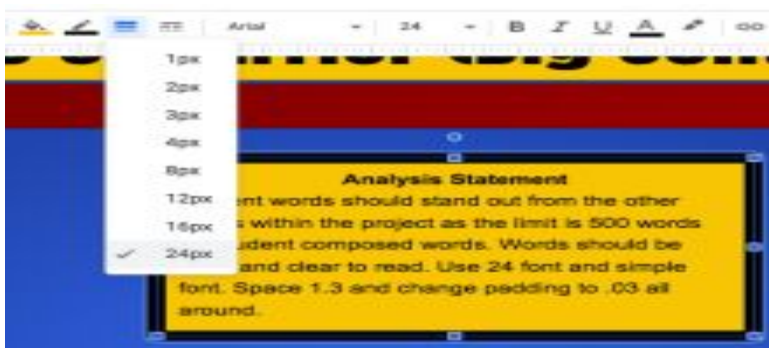 Arial 24 B I U A
1px
2px
3px
4px
8px
12px
16px
24px
Analysis Statement
ent words should stand out from the other
within the project as the limit is 500 words
udent composed words. Words should be
and clear to read. Use 24 font and simple
font. Space 1.3 and change padding to .03 all
around.